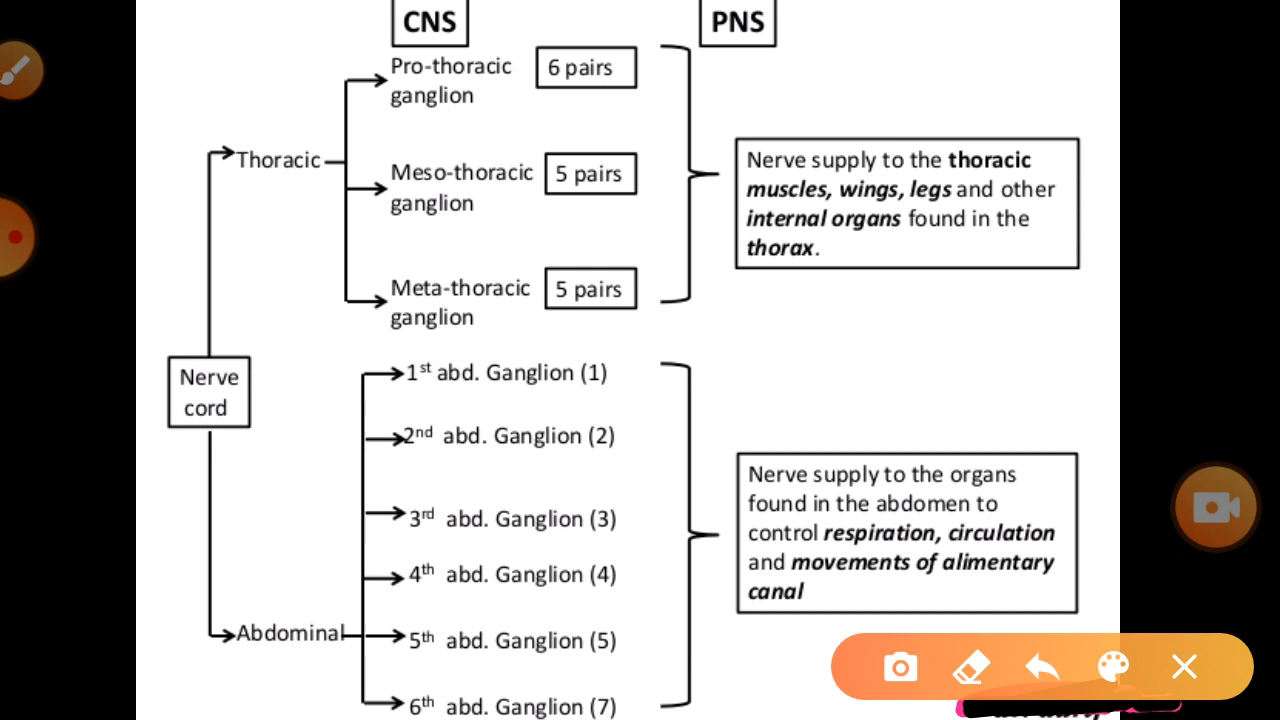 CNS
PNS
Pro-thoracic
ganglion
6 pairs
Thoracic
Meso-thoracic
ganglion
5 pairs
Nerve supply to the thoracic
muscles, wings, legs and other
internal organs found in the
thorax.
Meta-thoracic
ganglion
5 pairs
Nerve
cord
1st abd. Ganglion (1)
2nd abd. Ganglion (2)
3rd abd. Ganglion (3)
4th abd. Ganglion (4)
5th abd. Ganglion (5)
6th abd. Ganglion (7)
Abdominal
Nerve supply to the organs
found in the abdomen to
control respiration, circulation
and movements of alimentary
canal